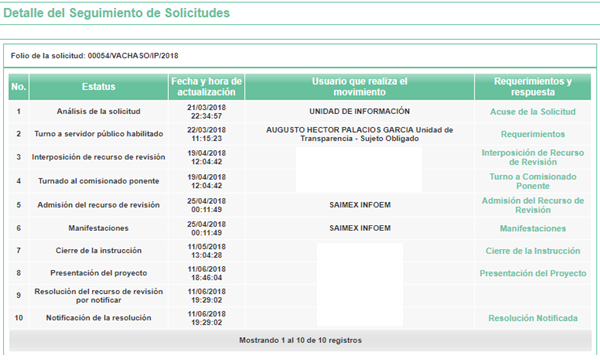 Detalle del Seguimiento de Solicitudes
Folio de la solicitud: 00054/VACHASO/IP/2018
No. Estatus Fecha y hora de actualización Usuario que realiza el movimiento Requerimientos y respuesta
1 Análisis de la solicitud 21/03/2018 22:34:57 UNIDAD DE INFORMACIÓN Acuse de la Solicitud
2 Turno a servidor público habilitado 22/03/2018 11:15:23 AUGUSTO HECTOR PALACIOS GARCIA Unidad de Transparencia - Sujeto Obligado Requerimientos
3 Interposición de recurso de revisión 19/04/2018 12:04:42 Interposición de Recurso de Revisión
4 Turnado al comisionado ponente 19/04/2018 12:04:42 Turno a Comisionado Ponente
5 Admisión del recurso de revisión 25/04/2018 00:11:49 SAIMEX INFOEM Admisión del Recurso de Revisión
6 Manifestaciones 25/04/2018 00:11:49 SAIMEX INFOEM Manifestaciones
7 Cierre de la instrucción 11/05/2018 13:04:28 Cierre de la Instrucción
8 Presentación del proyecto 11/06/2018 18:46:04 Presentación del Proyecto
9 Resolución del recurso de revisión por notificar 11/06/2018 19:29:02
10 Notificación de la resolución 11/06/2018 19:29:02 Resolución Notificada
Mostrando 1 al 10 de 10 registros